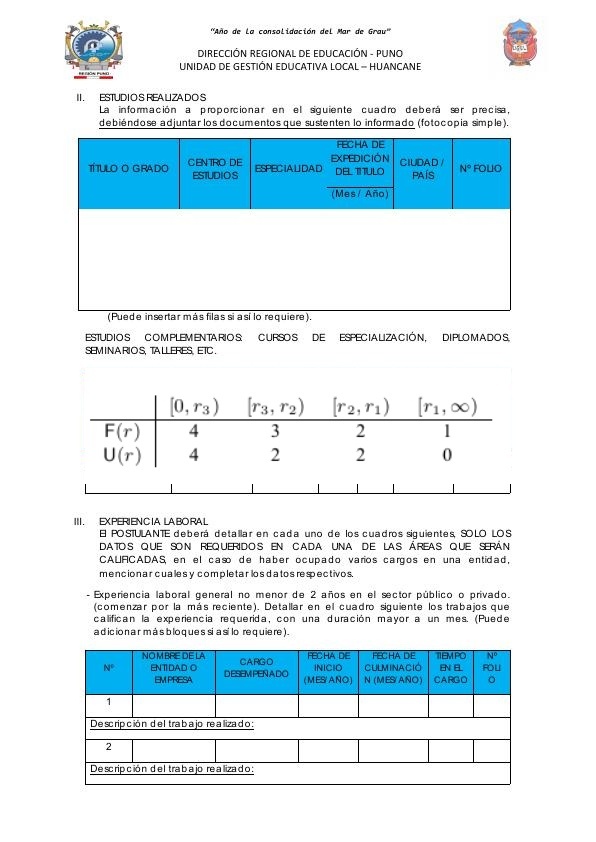 "Año de la consolidación del Mar de Grau"
DIRECCIÓN REGIONAL DE EDUCACIÓN - PUNO
UNIDAD DE GESTIÓN EDUCATIVA LOCAL – HUANCANE
REGIÓN PUNO
II. ESTUDIOS REALIZADOS
La información a proporcionar en el siguiente cuadro deberá ser precisa,
debiéndose adjuntar los documentos que sustenten lo informado (fotocopia simple).
TÍTULO O GRADO CENTRO DE ESTUDIOS ESPECIALIDAD FECHA DE EXPEDICIÓN DEL TITULO (Mes / Año) CIUDAD / PAÍS Nº FOLIO
(Puede insertar más filas si así lo requiere).
ESTUDIOS COMPLEMENTARIOS: CURSOS DE ESPECIALIZACIÓN, DIPLOMADOS,
SEMINARIOS, TALLERES, ETC.
[0, r₃) [r₃, r₂) [r₂, r₁) [r₁, ∞)
F(r) 4 3 2 1
U(r) 4 2 2 0
III. EXPERIENCIA LABORAL
El POSTULANTE deberá detallar en cada uno de los cuadros siguientes, SOLO LOS
DATOS QUE SON REQUERIDOS EN CADA UNA DE LAS ÁREAS QUE SERÁN
CALIFICADAS, en el caso de haber ocupado varios cargos en una entidad,
mencionar cuales y completar los datos respectivos.
- Experiencia laboral general no menor de 2 años en el sector público o privado.
(comenzar por la más reciente). Detallar en el cuadro siguiente los trabajos que
califican la experiencia requerida, con una duración mayor a un mes. (Puede
adicionar más bloques si así lo requiere).
Nº NOMBRE DE LA ENTIDAD O EMPRESA CARGO DESEMPEÑADO FECHA DE INICIO (MES/ AÑO) FECHA DE CULMINACIÓ N (MES/ AÑO) TIEMPO EN EL CARGO Nº FOLI O
1
Descripción del trabajo realizado:
2
Descripción del trabajo realizado: